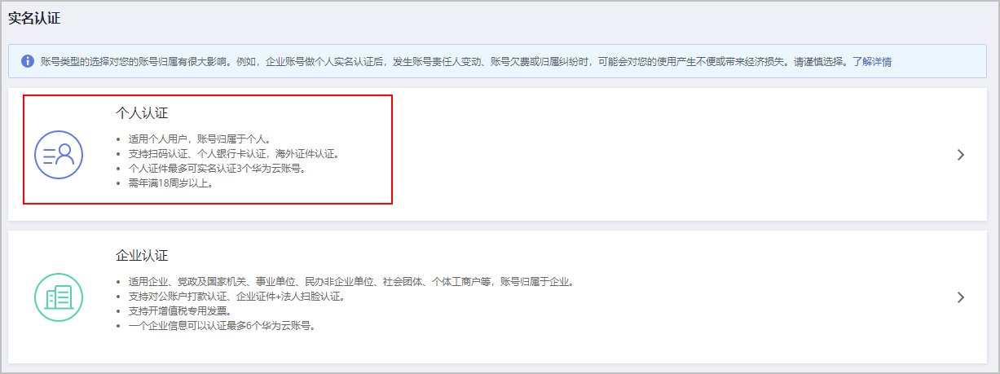 实名认证
账号类型的选择对您的账号归属有很大影响。例如，企业账号做个人实名认证后，发生账号责任人变动、账号欠费或归属纠纷时，可能会对您的使用产生不便或带来经济损失。请谨慎选择。了解详情
个人认证
• 适用个人用户，账号归属于个人。
• 支持扫码认证、个人银行卡认证，海外证件认证。
• 个人证件最多可实名认证3个华为云账号。
• 需年满18周岁以上。
企业认证
• 适用企业、党政及国家机关、事业单位、民办非企业单位、社会团体、个体工商户等，账号归属于企业。
• 支持对公账户打款认证、企业证件+法人扫脸认证。
• 支持开增值税专用发票。
• 一个企业信息可以认证最多6个华为云账号。